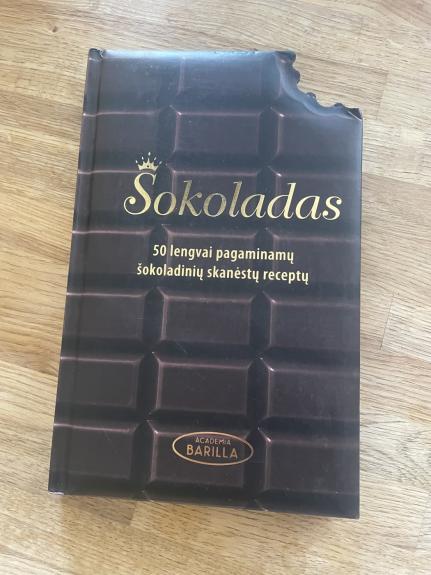 Šokoladas
50 lengvai pagaminamų
šokoladinių skanėstų receptų
ACADEMIA
BARILLA